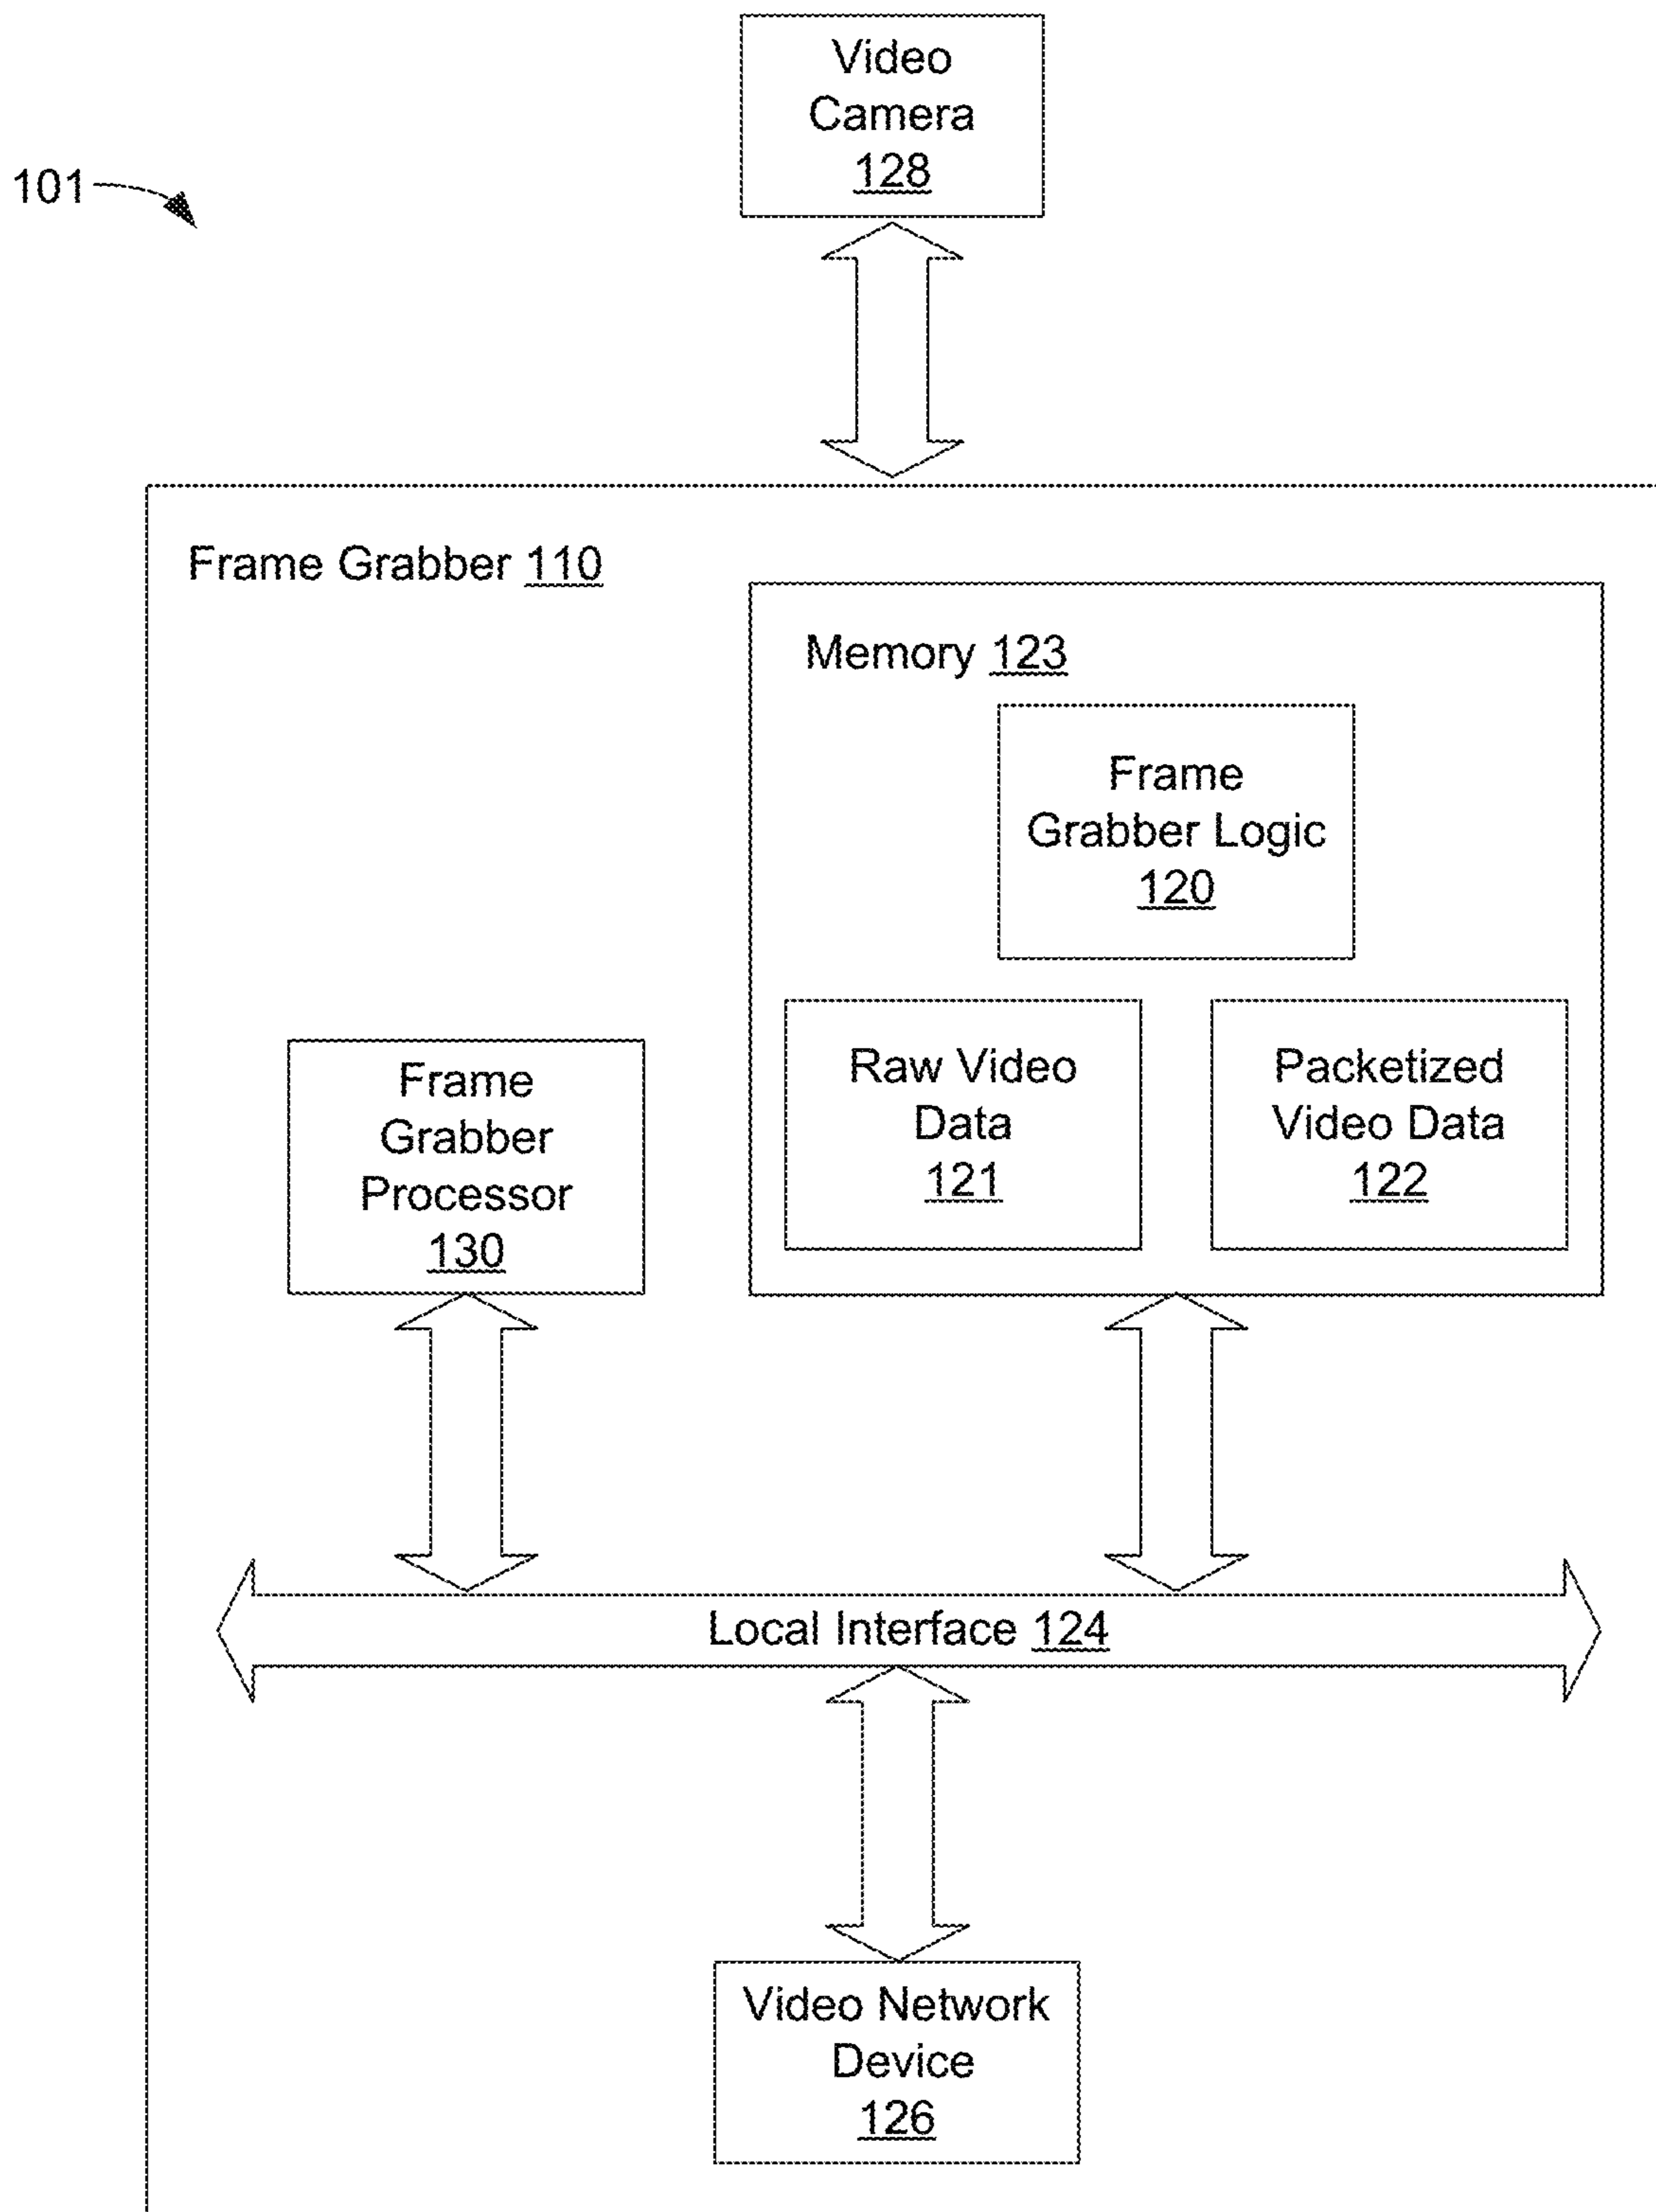 Video
Camera
128
101
Frame Grabber 110
Memory 123
Frame
Grabber Logic
120
Raw Video
Data
121
Packetized
Video Data
122
Frame
Grabber
Processor
130
Local Interface 124
Video Network
Device
126